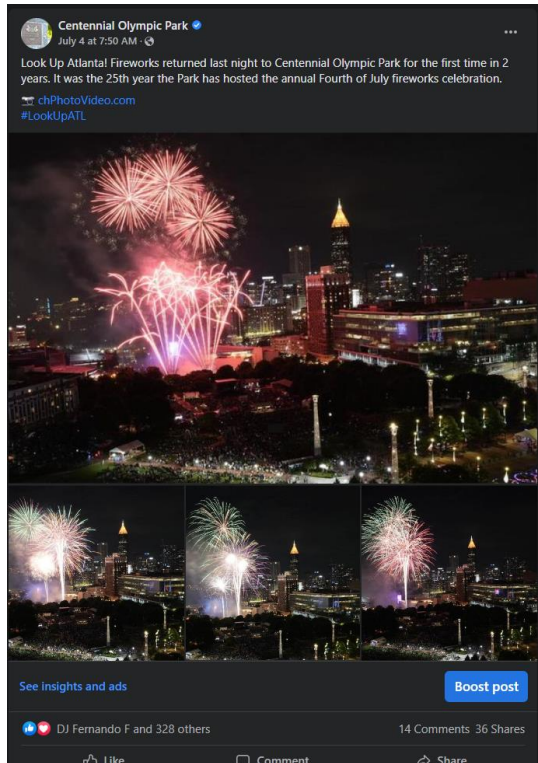 Centennial Olympic Park
July 4 at 7:50 AM ·
Look Up Atlanta! Fireworks returned last night to Centennial Olympic Park for the first time in 2
years. It was the 25th year the Park has hosted the annual Fourth of July fireworks celebration.
chPhotoVideo.com
#LookUpATL
See insights and ads
Boost post
DJ Fernando F and 328 others
14 Comments 36 Shares
Like Comment Share